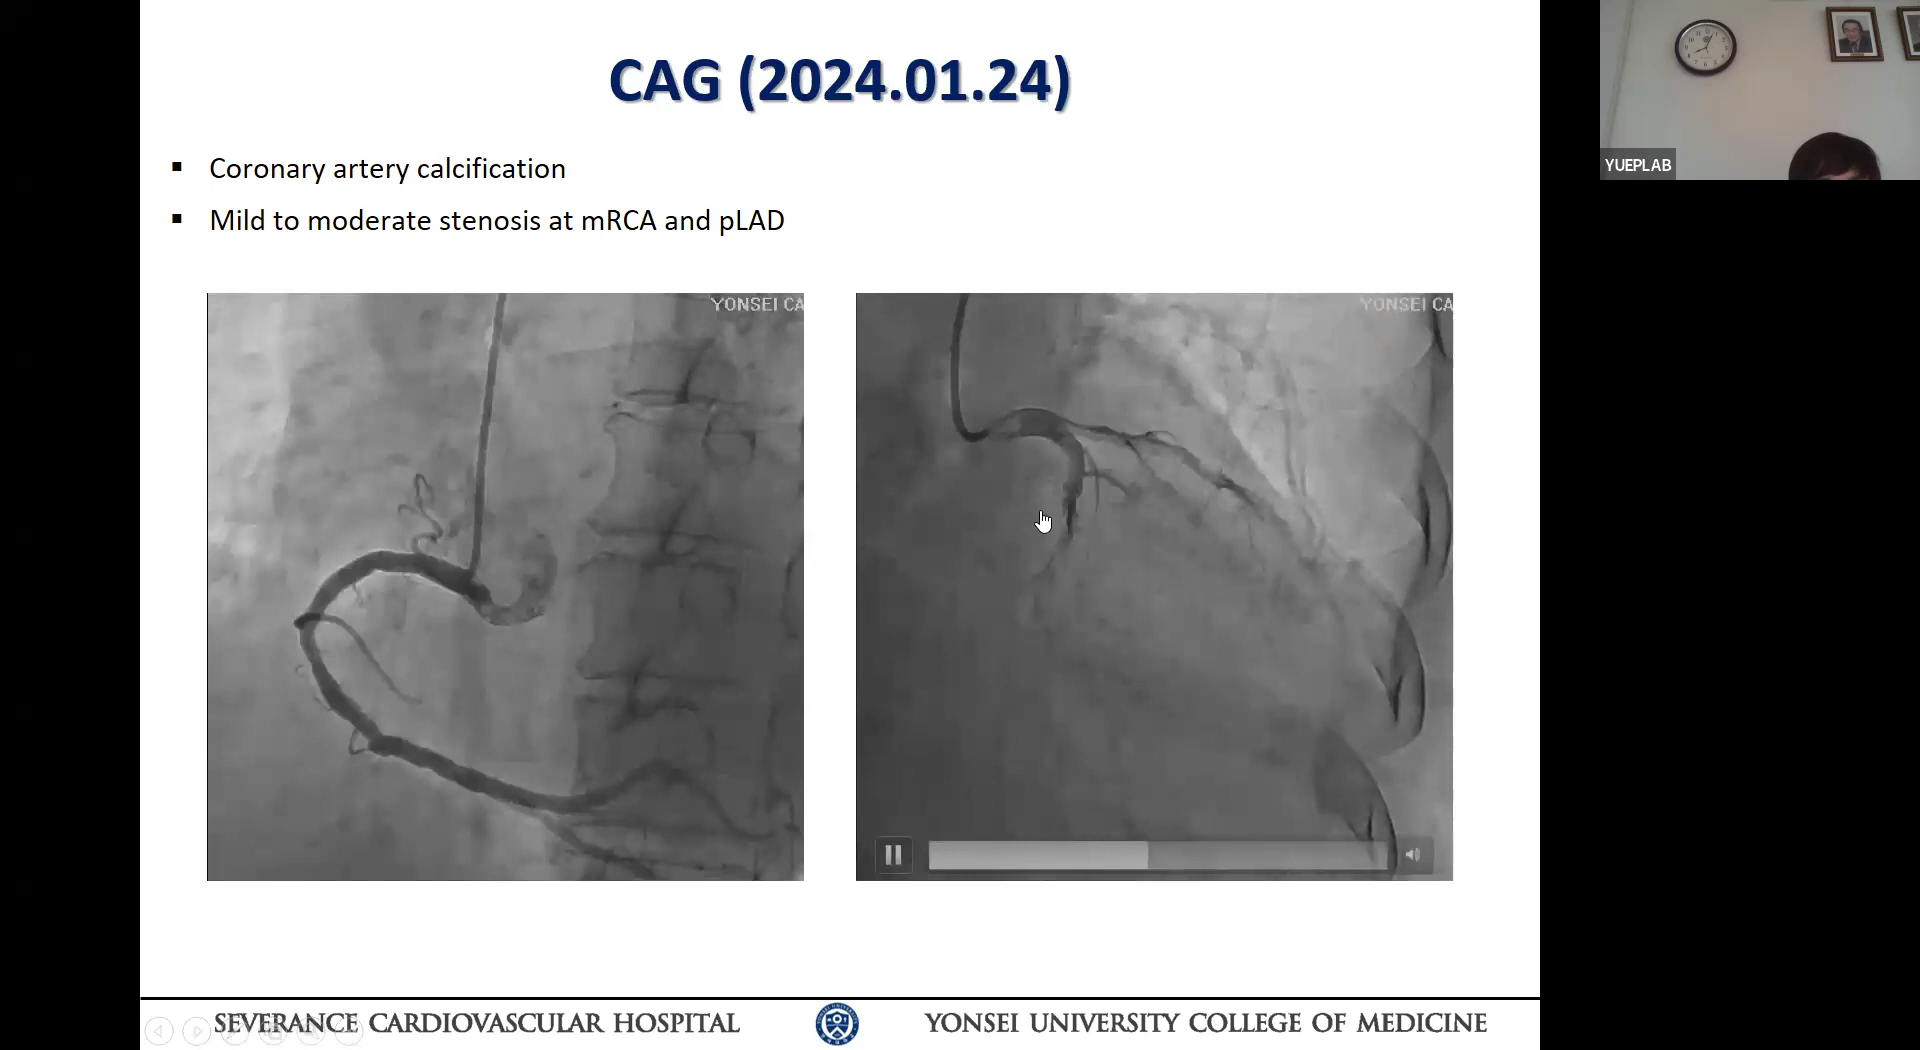 CAG (2024.01.24)
YUEPLAB
Coronary artery calcification
Mild to moderate stenosis at mRCA and pLAD
YONSEI CA
YONSEI CA
SEVERANCE CARDIOVASCULAR HOSPITAL
YONSEI UNIVERSITY COLLEGE OF MEDICINE